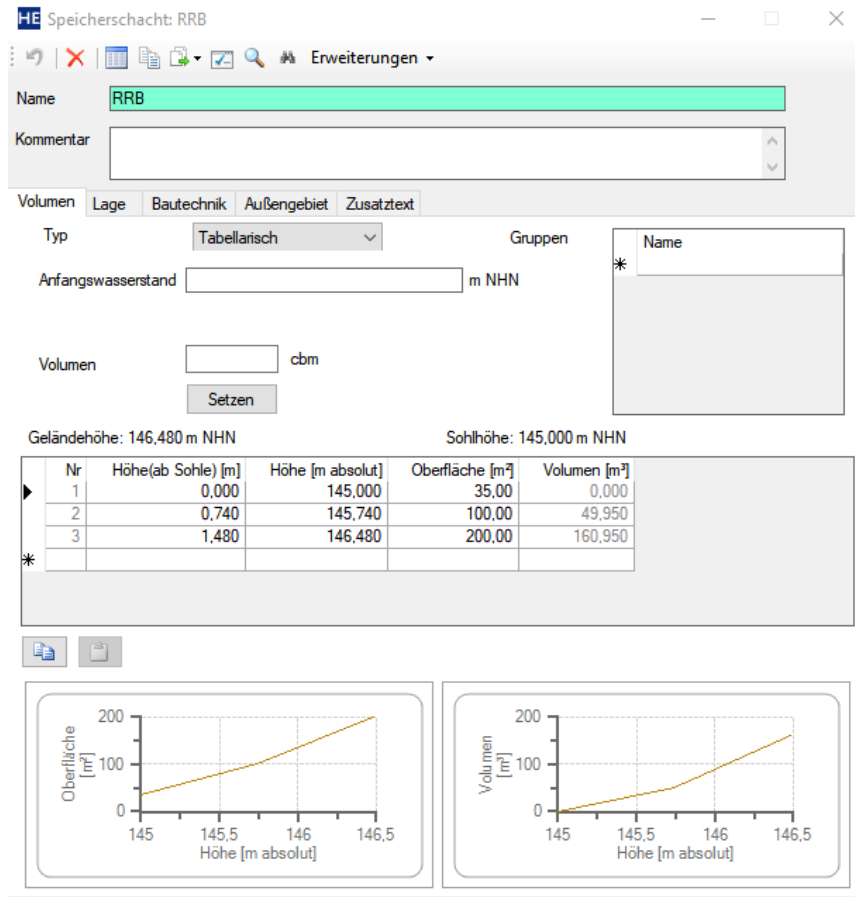 HE Speicherschacht: RRB
Erweiterungen
Name RRB
Kommentar
Volumen Lage Bautechnik Außengebiet Zusatztext
Typ Tabellarisch Gruppen Name
Anfangswasserstand m NHN
Volumen cbm
Setzen
Geländehöhe: 146,480 m NHN Sohlhöhe: 145,000 m NHN
Nr Höhe(ab Sohle) [m] Höhe [m absolut] Oberfläche [m²] Volumen [m³]
1 0,000 145,000 35,00 0,000
2 0,740 145,740 100,00 49,950
3 1,480 146,480 200,00 160,950
Oberfläche
[m²]
200
100
0
145 145,5 146 146,5
Höhe [m absolut]
Volumen
[m³]
200
100
0
145 145,5 146 146,5
Höhe [m absolut]